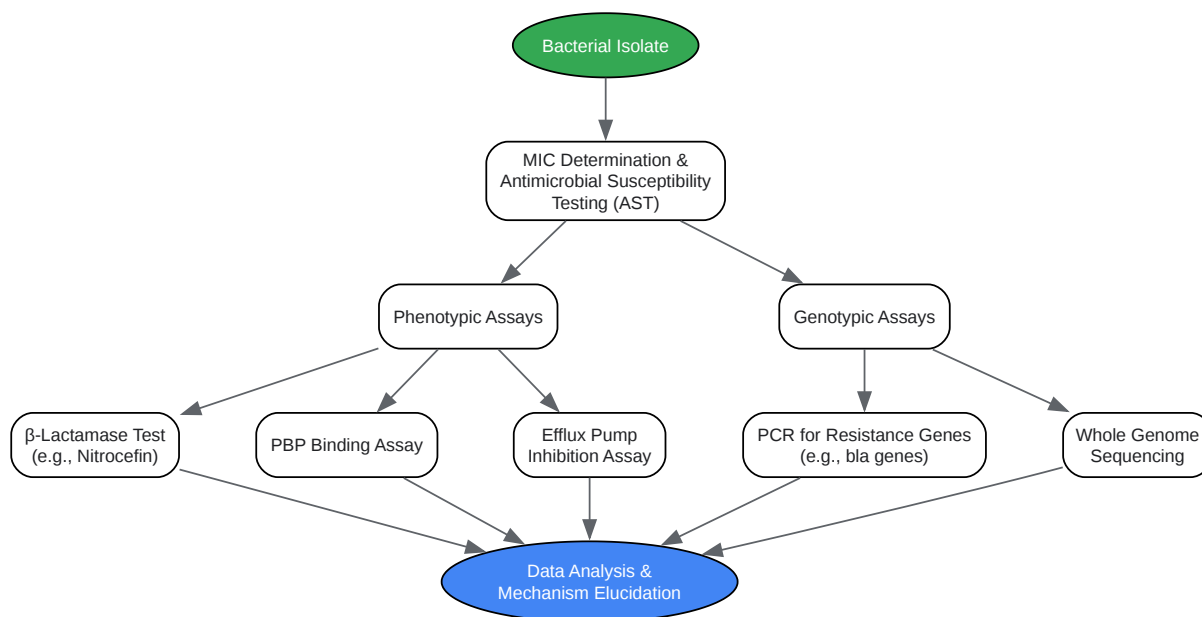 Bacterial Isolate
MIC Determination &
Antimicrobial Susceptibility
Testing (AST)
Phenotypic Assays
Genotypic Assays
β-Lactamase Test
(e.g., Nitrocefin)
PBP Binding Assay
Efflux Pump
Inhibition Assay
PCR for Resistance Genes
(e.g., bla genes)
Whole Genome
Sequencing
Data Analysis &
Mechanism Elucidation